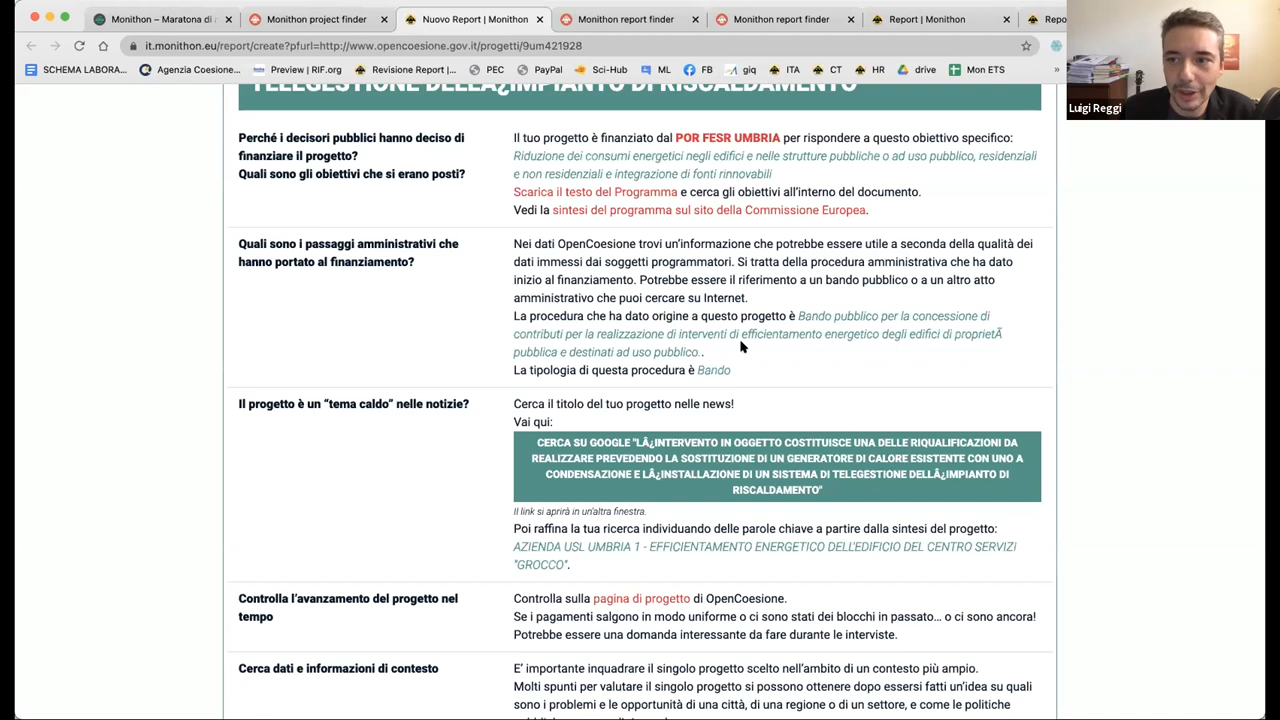 Monithon – Maratona di
Monithon project finder
Nuovo Report | Monithon
Monithon report finder
Monithon report finder
Report | Monithon
Repo
it.monithon.eu/report/create?pfurl=http://www.opencoesione.gov.it/progetti/9um421928
SCHEMA LABORA...
Agenzia Coesione...
Preview | RIF.org
Revisione Report |...
PEC
PayPal
Sci-Hub
ML
FB
giq
ITA
CT
HR
drive
Mon ETS
»
Luigi Reggi
TELEGESTIONE DELLÂ¿IMPIANTO DI RISCALDAMENTO
Perché i decisori pubblici hanno deciso di
finanziare il progetto?
Quali sono gli obiettivi che si erano posti?
Il tuo progetto è finanziato dal POR FESR UMBRIA per rispondere a questo obiettivo specifico:
Riduzione dei consumi energetici negli edifici e nelle strutture pubbliche o ad uso pubblico, residenziali
e non residenziali e integrazione di fonti rinnovabili
Scarica il testo del Programma e cerca gli obiettivi all'interno del documento.
Vedi la sintesi del programma sul sito della Commissione Europea.
Quali sono i passaggi amministrativi che
hanno portato al finanziamento?
Nei dati OpenCoesione trovi un'informazione che potrebbe essere utile a seconda della qualità dei
dati immessi dai soggetti programmatori. Si tratta della procedura amministrativa che ha dato
inizio al finanziamento. Potrebbe essere il riferimento a un bando pubblico o a un altro atto
amministrativo che puoi cercare su Internet.
La procedura che ha dato origine a questo progetto è Bando pubblico per la concessione di
contributi per la realizzazione di interventi di efficientamento energetico degli edifici di proprietÃ
pubblica e destinati ad uso pubblico..
La tipologia di questa procedura è Bando
Il progetto è un “tema caldo” nelle notizie?
Cerca il titolo del tuo progetto nelle news!
Vai qui:
CERCA SU GOOGLE "LÂ¿INTERVENTO IN OGGETTO COSTITUISCE UNA DELLE RIQUALIFICAZIONI DA
REALIZZARE PREVEDENDO LA SOSTITUZIONE DI UN GENERATORE DI CALORE ESISTENTE CON UNO A
CONDENSAZIONE E LÂ¿INSTALLAZIONE DI UN SISTEMA DI TELEGESTIONE DELLÂ¿IMPIANTO DI
RISCALDAMENTO"
Il link si aprirà in un'altra finestra.
Poi raffina la tua ricerca individuando delle parole chiave a partire dalla sintesi del progetto:
AZIENDA USL UMBRIA 1 - EFFICIENTAMENTO ENERGETICO DELL'EDIFICIO DEL CENTRO SERVIZI
"GROCCO".
Controlla l'avanzamento del progetto nel
tempo
Controlla sulla pagina di progetto di OpenCoesione.
Se i pagamenti salgono in modo uniforme o ci sono stati dei blocchi in passato… o ci sono ancora!
Potrebbe essere una domanda interessante da fare durante le interviste.
Cerca dati e informazioni di contesto
E' importante inquadrare il singolo progetto scelto nell'ambito di un contesto più ampio.
Molti spunti per valutare il singolo progetto si possono ottenere dopo essersi fatti un'idea su quali
sono i problemi e le opportunità di una città, di una regione o di un settore, e come le politiche